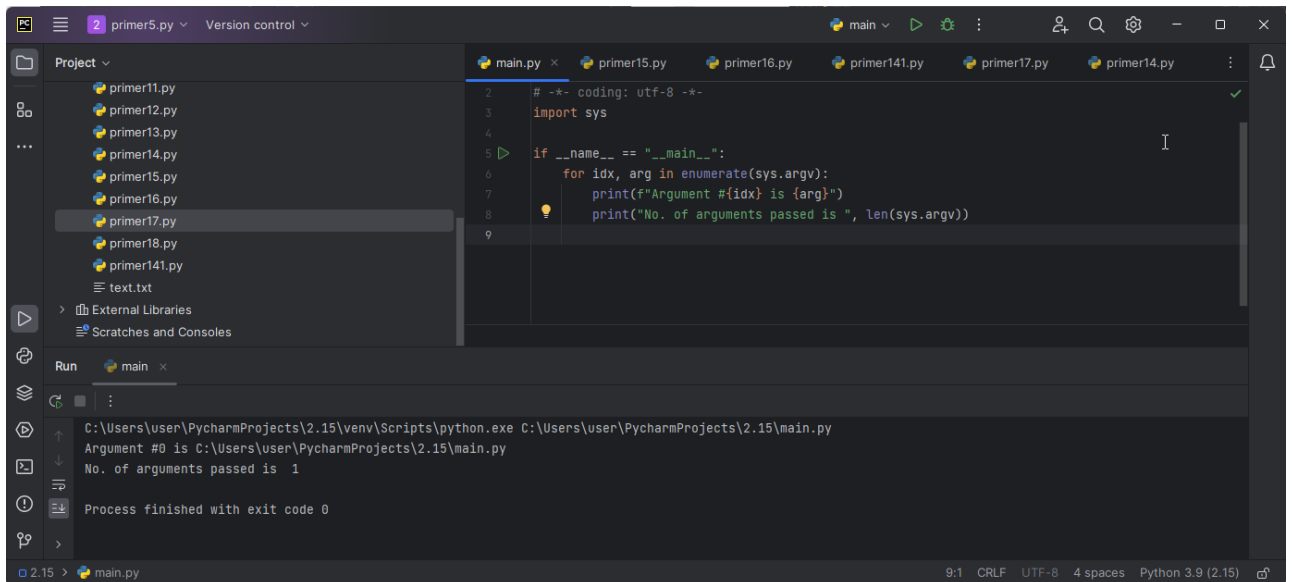 PC 2 primer5.py Version control main
Project
primer11.py
primer12.py
primer13.py
primer14.py
primer15.py
primer16.py
primer17.py
primer18.py
primer141.py
text.txt
External Libraries
Scratches and Consoles
main.py primer15.py primer16.py primer141.py primer17.py primer14.py
2 # -*- coding: utf-8 -*-
3 import sys
4
5 if __name__ == "__main__":
6 for idx, arg in enumerate(sys.argv):
7 print(f"Argument #{idx} is {arg}")
8 print("No. of arguments passed is ", len(sys.argv))
9
Run main
C:\Users\user\PycharmProjects\2.15\venv\Scripts\python.exe C:\Users\user\PycharmProjects\2.15\main.py
Argument #0 is C:\Users\user\PycharmProjects\2.15\main.py
No. of arguments passed is  1
Process finished with exit code 0
2.15 > main.py 9:1 CRLF UTF-8 4 spaces Python 3.9 (2.15)